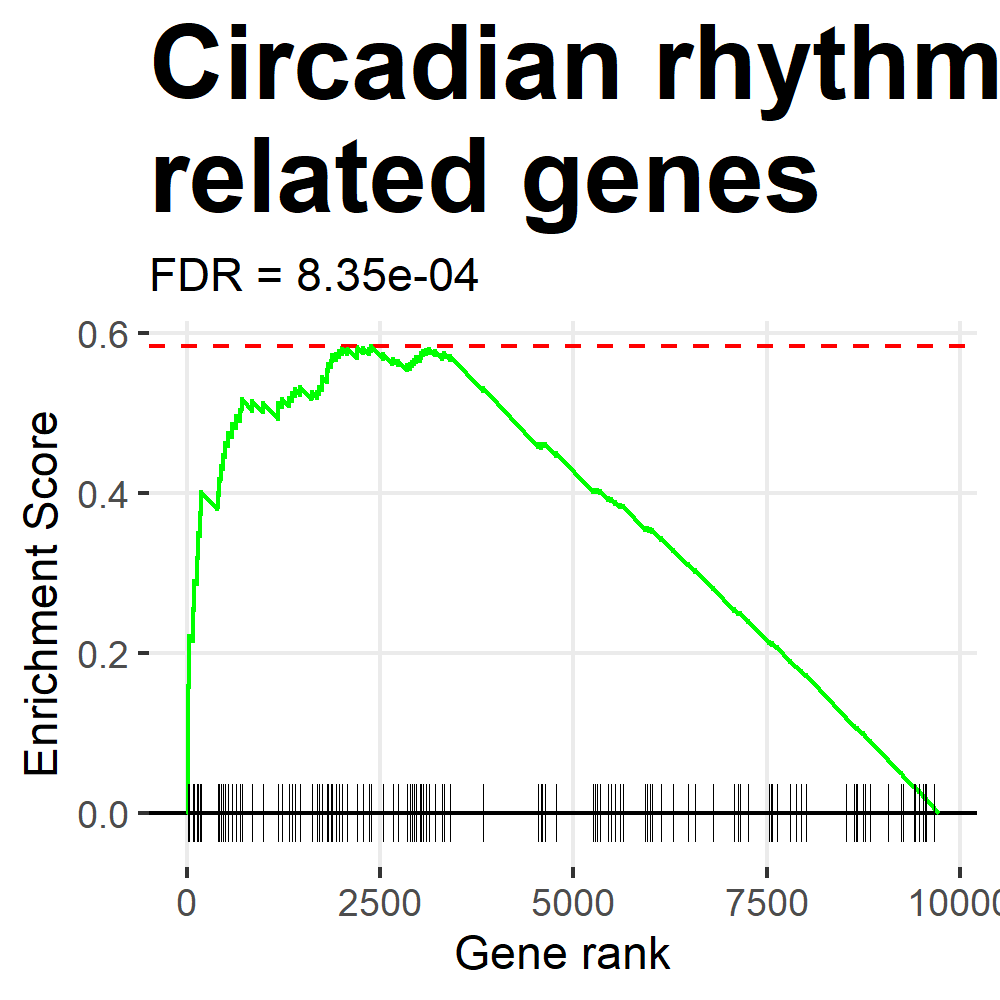 Circadian rhythm
related genes
FDR = 8.35e-04
Enrichment Score
0.6
0.4
0.2
0.0
0
2500
5000
7500
10000
Gene rank